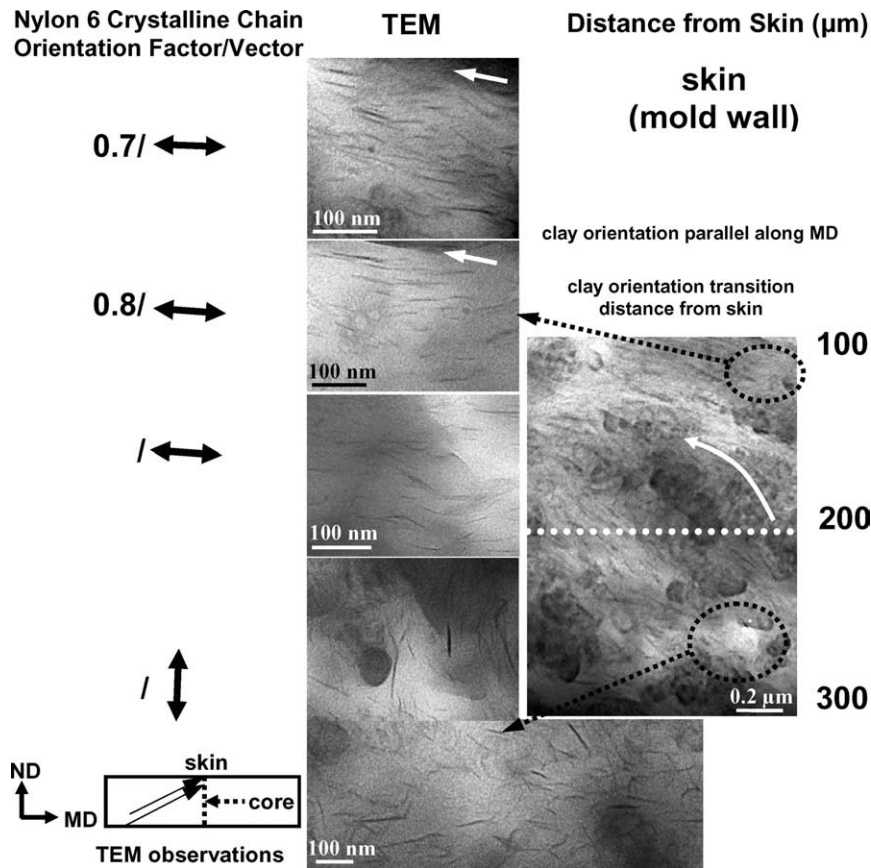 Nylon 6 Crystalline Chain
Orientation Factor/Vector
TEM
Distance from Skin (µm)
skin
(mold wall)
0.7/
100 nm
clay orientation parallel along MD
clay orientation transition
distance from skin
0.8/
100 nm
100
/
100 nm
200
/
0.2 µm
300
ND
MD
skin
core
TEM observations
100 nm